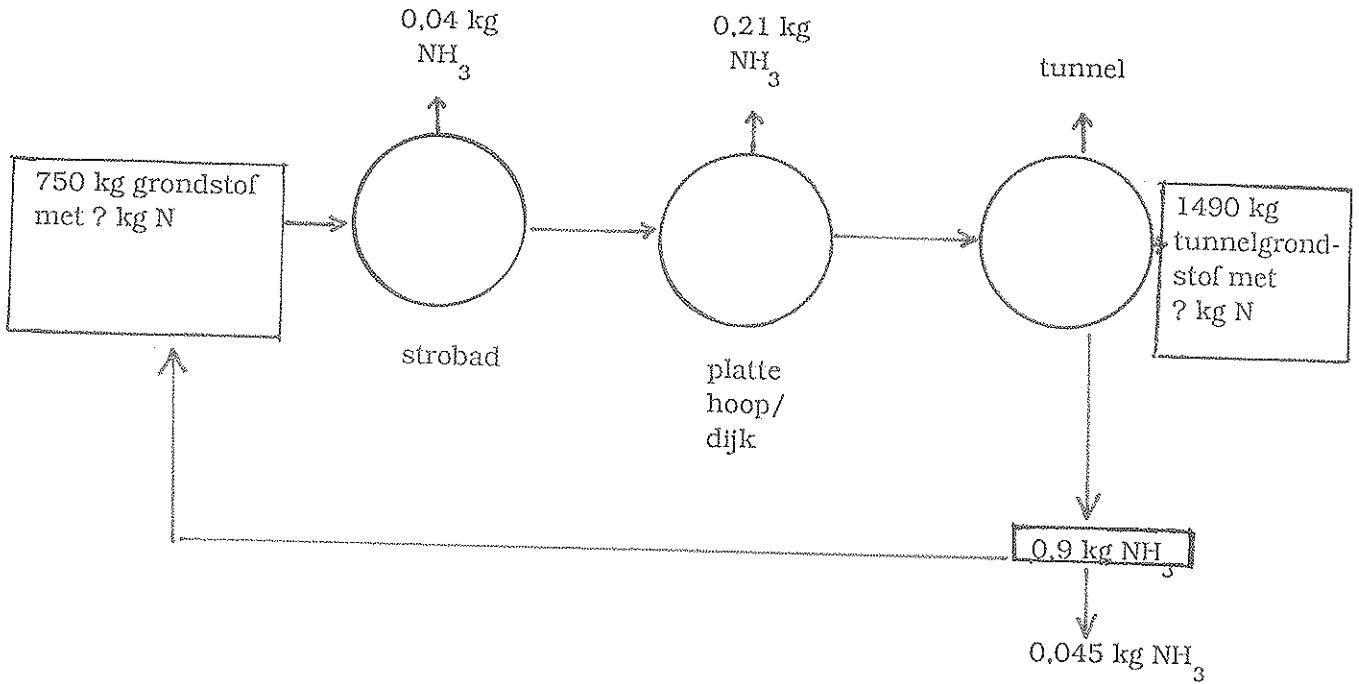 0,04 kg
NH3
0,21 kg
NH3
tunnel
750 kg grondstof
met ? kg N
1490 kg
tunnelgrond-
stof met
? kg N
strobad
platte
hoop/
dijk
0,9 kg NH3
0,045 kg NH3